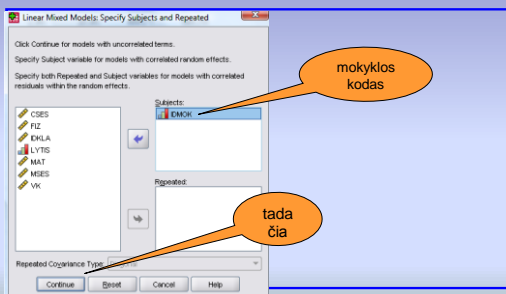 Linear Mixed Models: Specify Subjects and Repeated
Click Continue for models with uncorrelated terms.
Specify Subject variable for models with correlated random effects.
Specify both Repeated and Subject variables for models with correlated
residuals within the random effects.
CSES
FIZ
IDKLA
LYTIS
MAT
MSES
VK
Subjects:
IDMOK
mokyklos
kodas
Repeated:
tada
čia
Repeated Covariance Type:
Continue
Reset
Cancel
Help